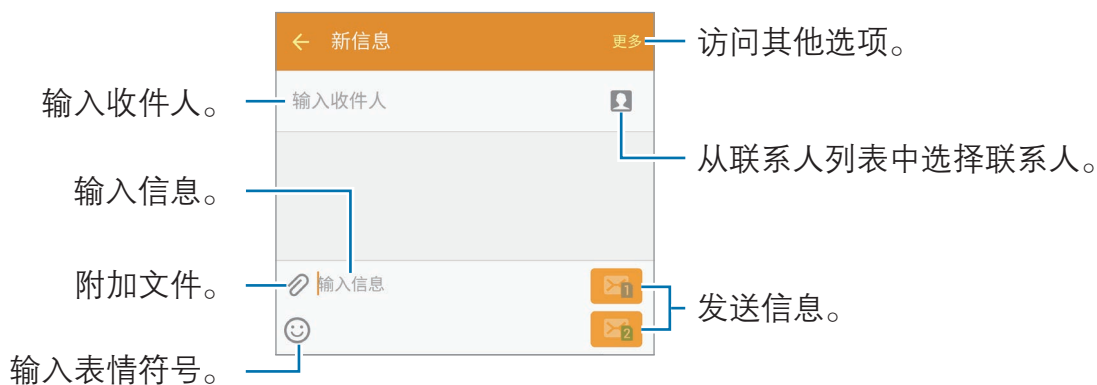 新信息
更多
访问其他选项。
输入收件人。
输入收件人
从联系人列表中选择联系人。
输入信息。
附加文件。
输入信息
1
发送信息。
2
输入表情符号。